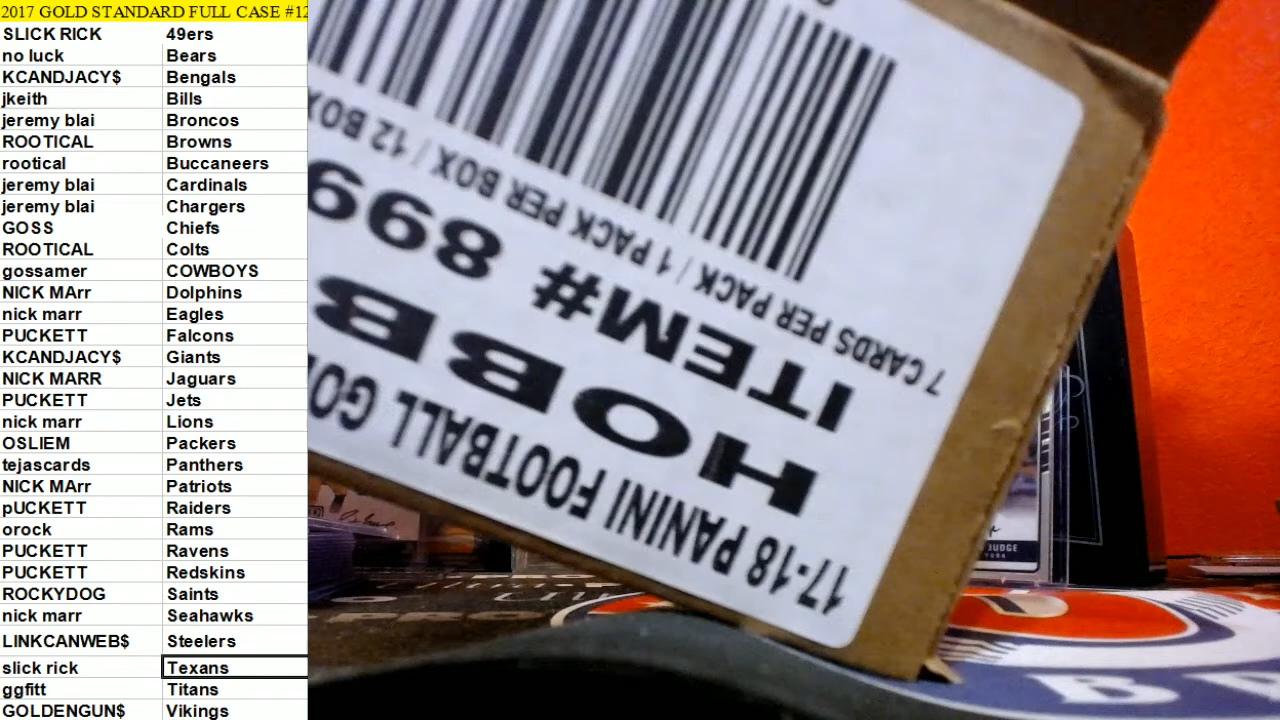 2017 GOLD STANDARD FULL CASE #12
SLICK RICK 49ers
no luck Bears
KCANDJACY$ Bengals
jkeith Bills
jeremy blai Broncos
ROOTICAL Browns
rootical Buccaneers
jeremy blai Cardinals
jeremy blai Chargers
GOSS Chiefs
ROOTICAL Colts
gossamer COWBOYS
NICK MArr Dolphins
nick marr Eagles
PUCKETT Falcons
KCANDJACY$ Giants
NICK MARR Jaguars
PUCKETT Jets
nick marr Lions
OSLIEM Packers
tejascards Panthers
NICK MArr Patriots
pUCKETT Raiders
orock Rams
PUCKETT Ravens
PUCKETT Redskins
ROCKYDOG Saints
nick marr Seahawks
LINKCANWEB$ Steelers
slick rick Texans
ggfitt Titans
GOLDENGUN$ Vikings
17-18 PANINI FOOTBALL GO
HOBB
ITEM# 899
7 CARDS PER PACK / 1 PACK PER BOX / 12 BOX
JUDGE